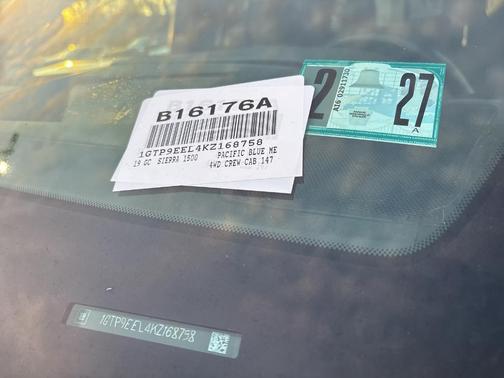 B16176A
1GTP9EEL4KZ168758
19 GC SIERRA 1500 PACIFIC BLUE ME
4WD CREW CAB 147
2
27
A
1GTP9EEL4KZ168758